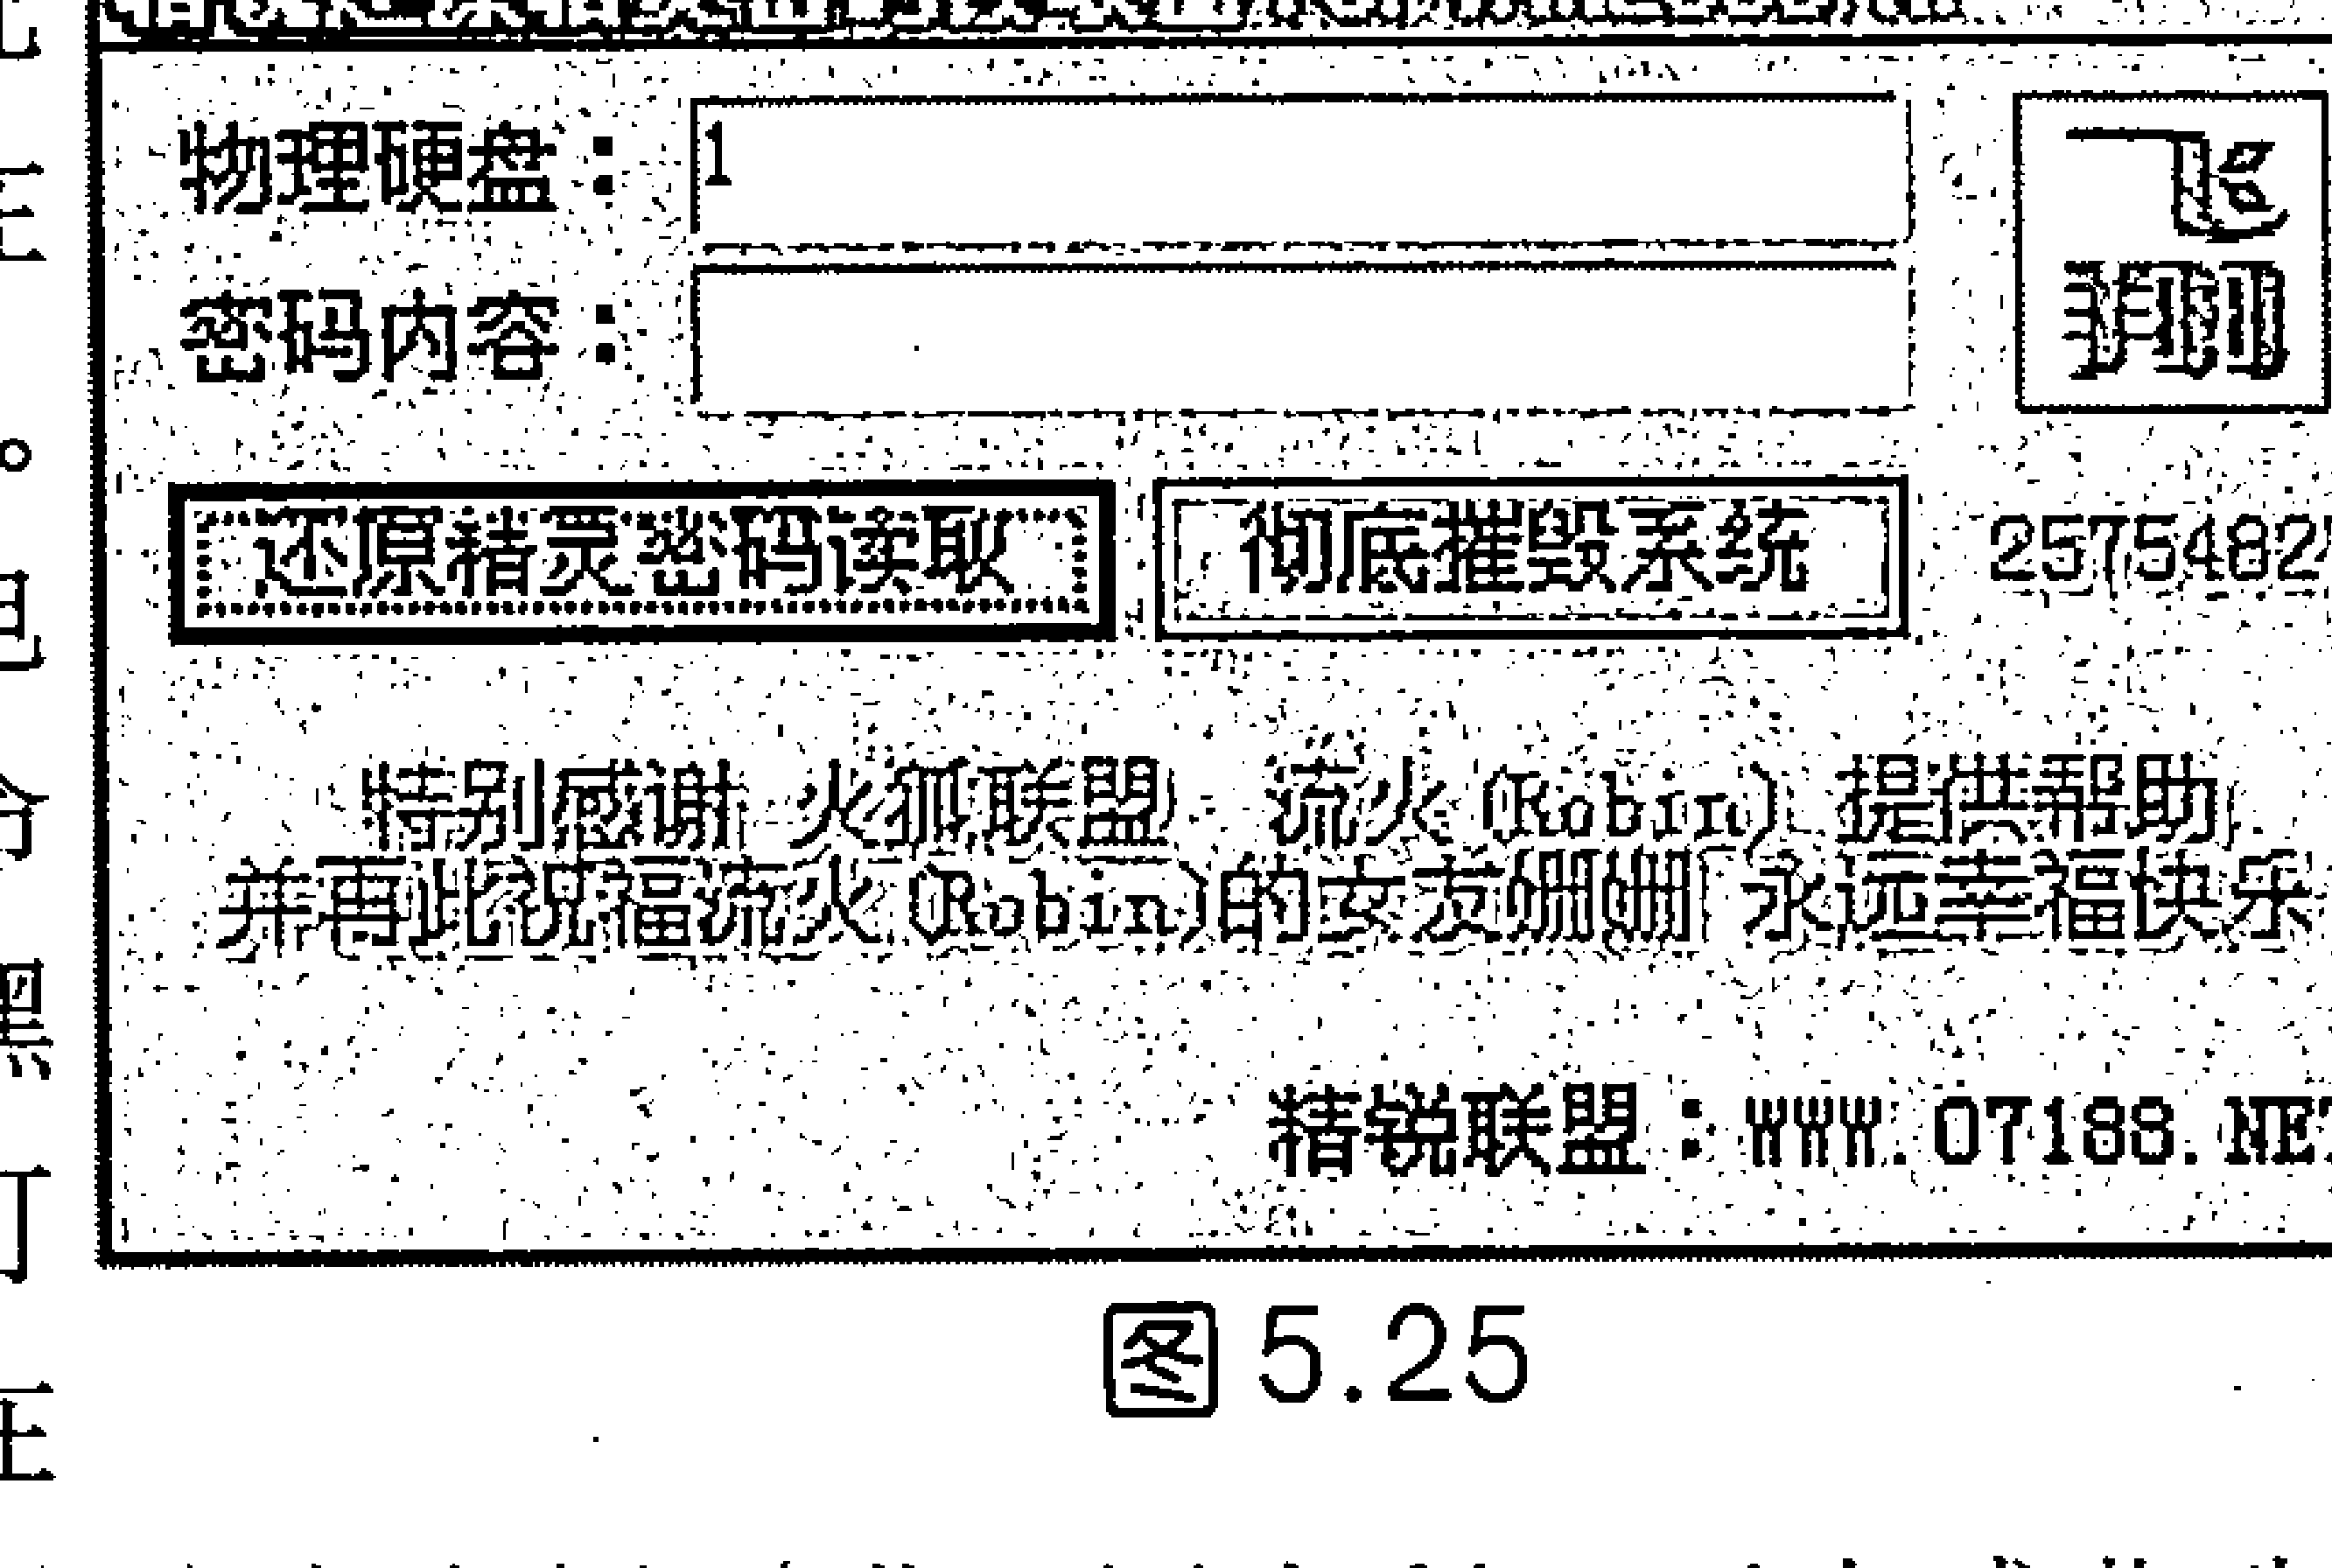 物理硬盘：1
密码内容：
飞翔
还原精灵密码读取 彻底摧毁系统 2575482
特别感谢 火狐联盟 流火(Robin) 提供帮助
并再此祝福流火(Robin)的女友姗姗 永远幸福快乐
精锐联盟：WWW.07188.NET
图 5.25